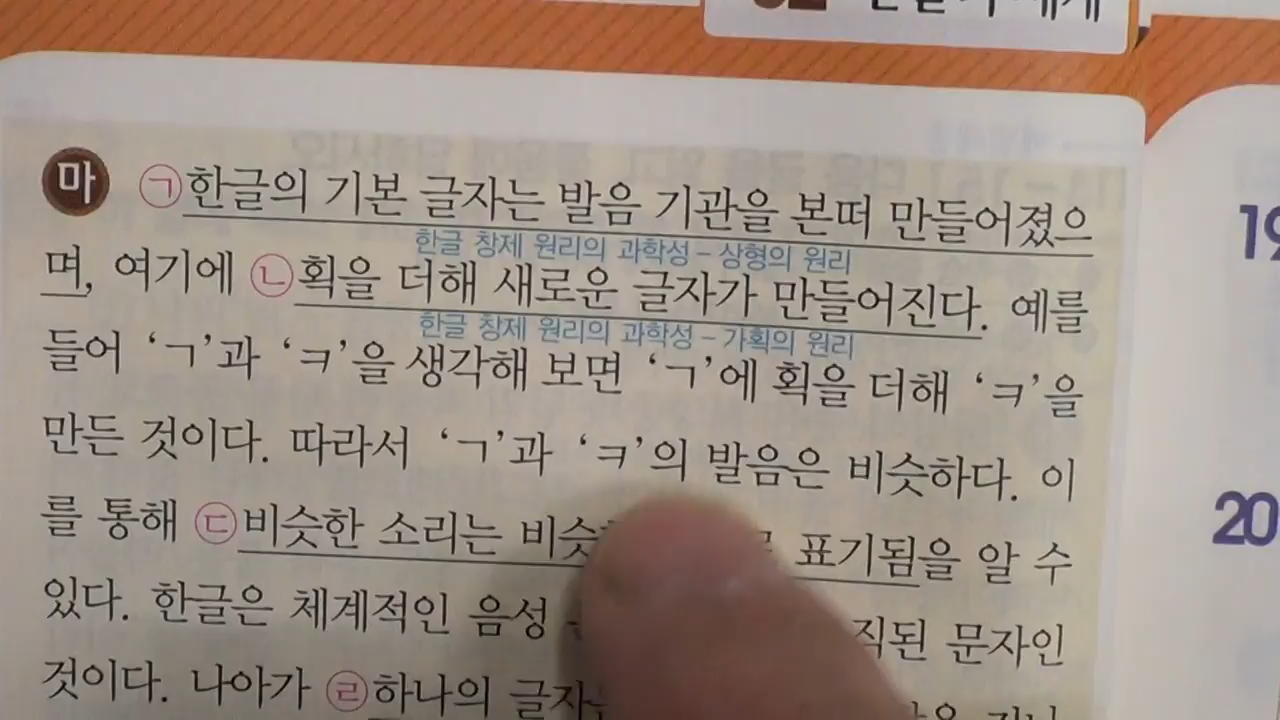 마 ㉠한글의 기본 글자는 발음 기관을 본떠 만들어졌으
한글 창제 원리의 과학성 – 상형의 원리
며, 여기에 ㉡획을 더해 새로운 글자가 만들어진다. 예를
한글 창제 원리의 과학성 – 가획의 원리
들어 ‘ㄱ’과 ‘ㅋ’을 생각해 보면 ‘ㄱ’에 획을 더해 ‘ㅋ’을
만든 것이다. 따라서 ‘ㄱ’과 ‘ㅋ’의 발음은 비슷하다. 이
를 통해 ㉢비슷한 소리는 표기됨을 알 수
있다. 한글은 체계적인 음성 문자인
것이다. 나아가 ㉣하나의
19
20